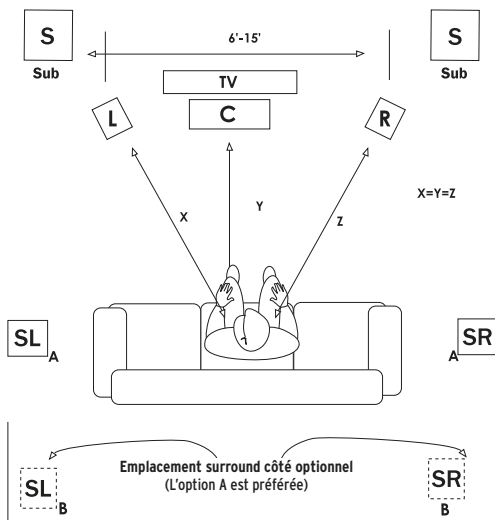 S
Sub
6'-15'
S
Sub
TV
C
L
R
X
Y
Z
X=Y=Z
SL
A
A
SR
Emplacement surround côté optionnel
(L'option A est préférée)
SL
B
SR
B